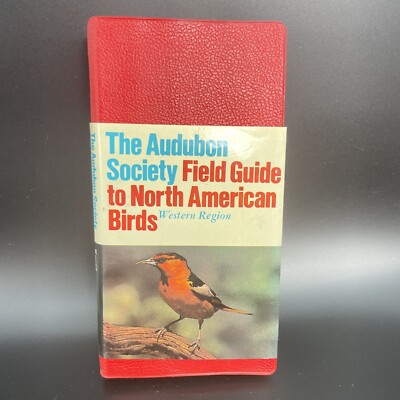 The Audubon
Society Field Guide
to North American
Birds Western Region
The Audubon Society